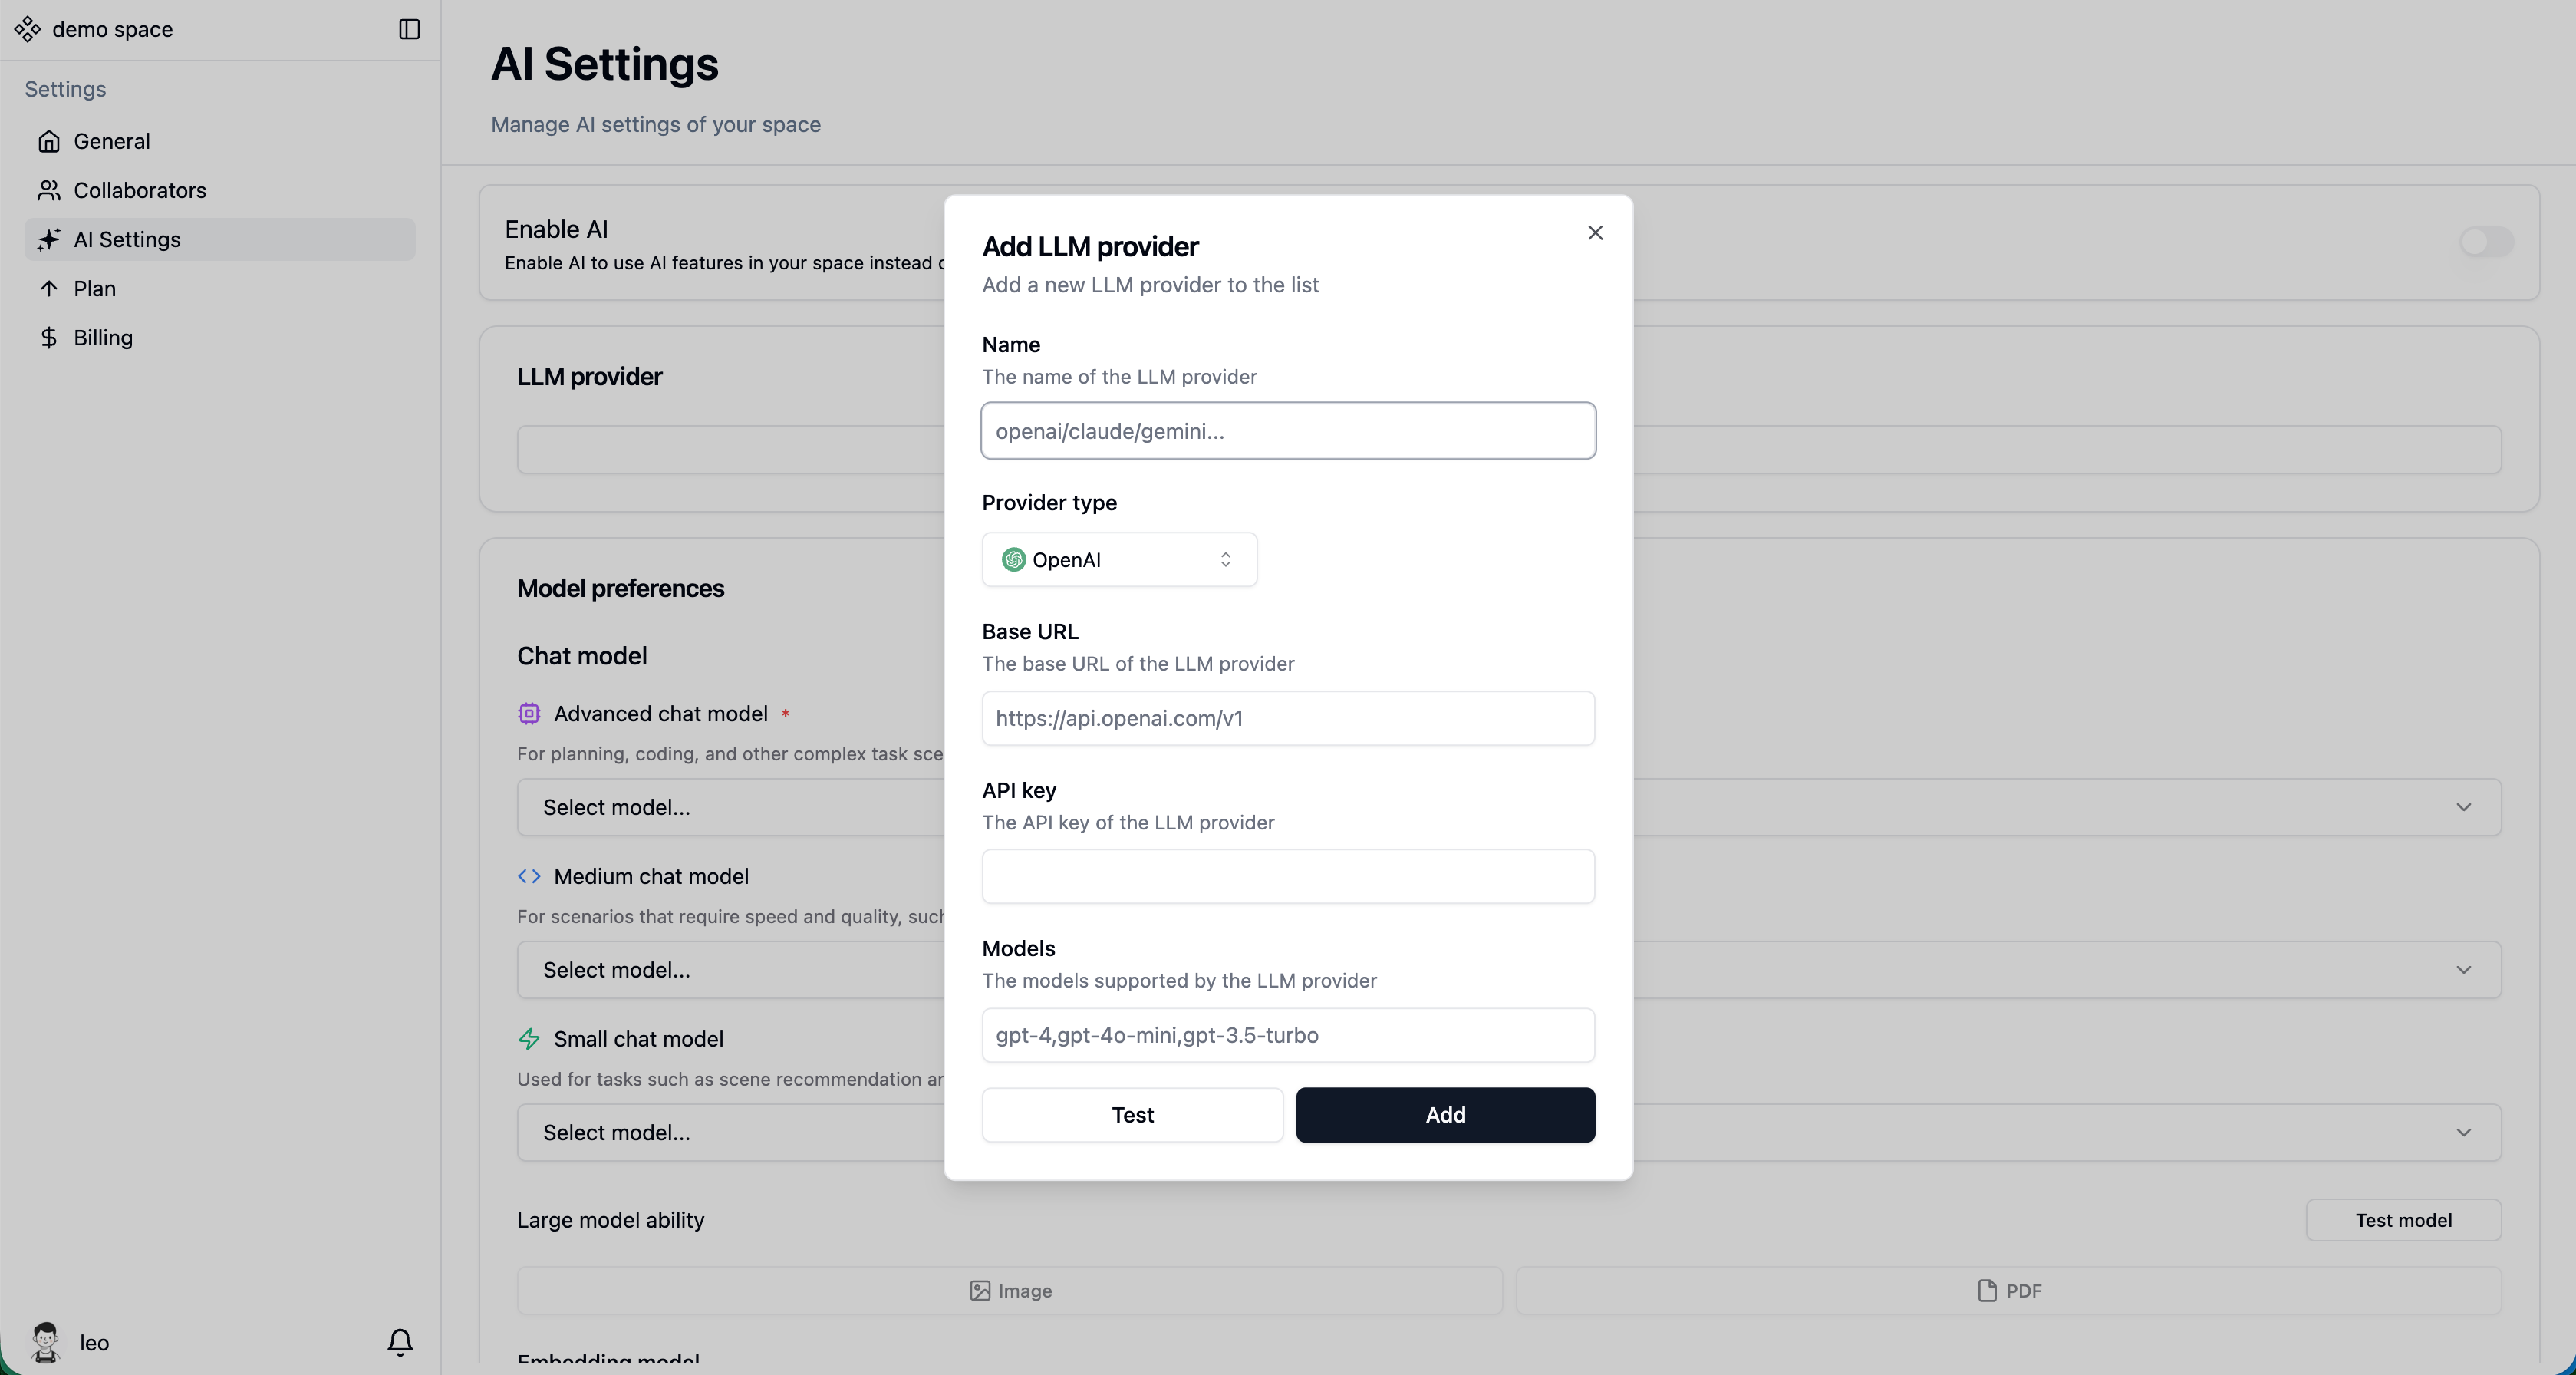 demo space
Settings
General
Collaborators
AI Settings
Plan
Billing
leo
AI Settings
Manage AI settings of your space
Enable AI
Enable AI to use AI features in your space instead
LLM provider
Model preferences
Chat model
Advanced chat model *
For planning, coding, and other complex task
Select model...
Medium chat model
For scenarios that require speed and quality,
Select model...
Small chat model
Used for tasks such as scene recommendation
Select model...
Large model ability
Test model
Image
PDF
Embedding model
Add LLM provider
Add a new LLM provider to the list
Name
The name of the LLM provider
openai/claude/gemini...
Provider type
OpenAI
Base URL
The base URL of the LLM provider
https://api.openai.com/v1
API key
The API key of the LLM provider
Models
The models supported by the LLM provider
gpt-4,gpt-4o-mini,gpt-3.5-turbo
Test
Add